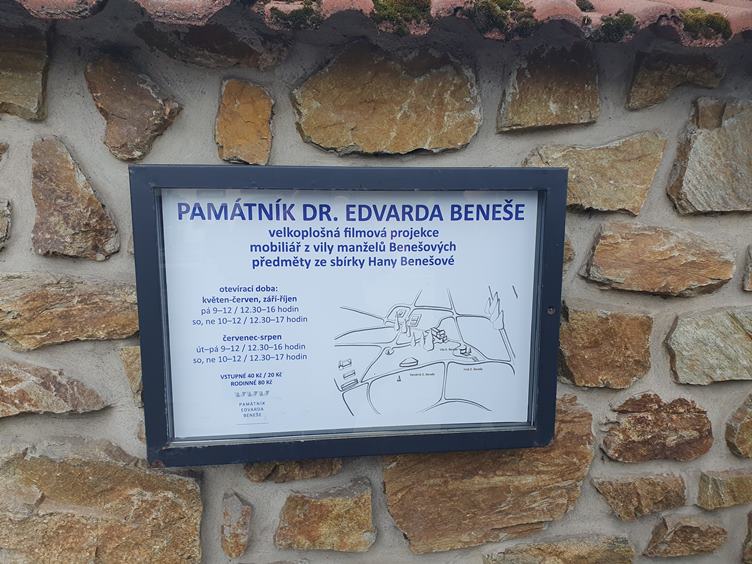 PAMÁTNÍK DR. EDVARDA BENEŠE
velkoplošná filmová projekce
mobiliář z vily manželů Benešových
předměty ze sbírky Hany Benešové
otevírací doba:
květen-červen, září-říjen
pá 9–12 / 12.30–16 hodin
so, ne 10–12 / 12.30–17 hodin
červenec-srpen
út–pá 9–12 / 12.30–16 hodin
so, ne 10–12 / 12.30–17 hodin
VSTUPNÉ 40 Kč / 20 Kč
RODINNÉ 80 Kč
PAMÁTNÍK
EDVARDA
BENEŠE